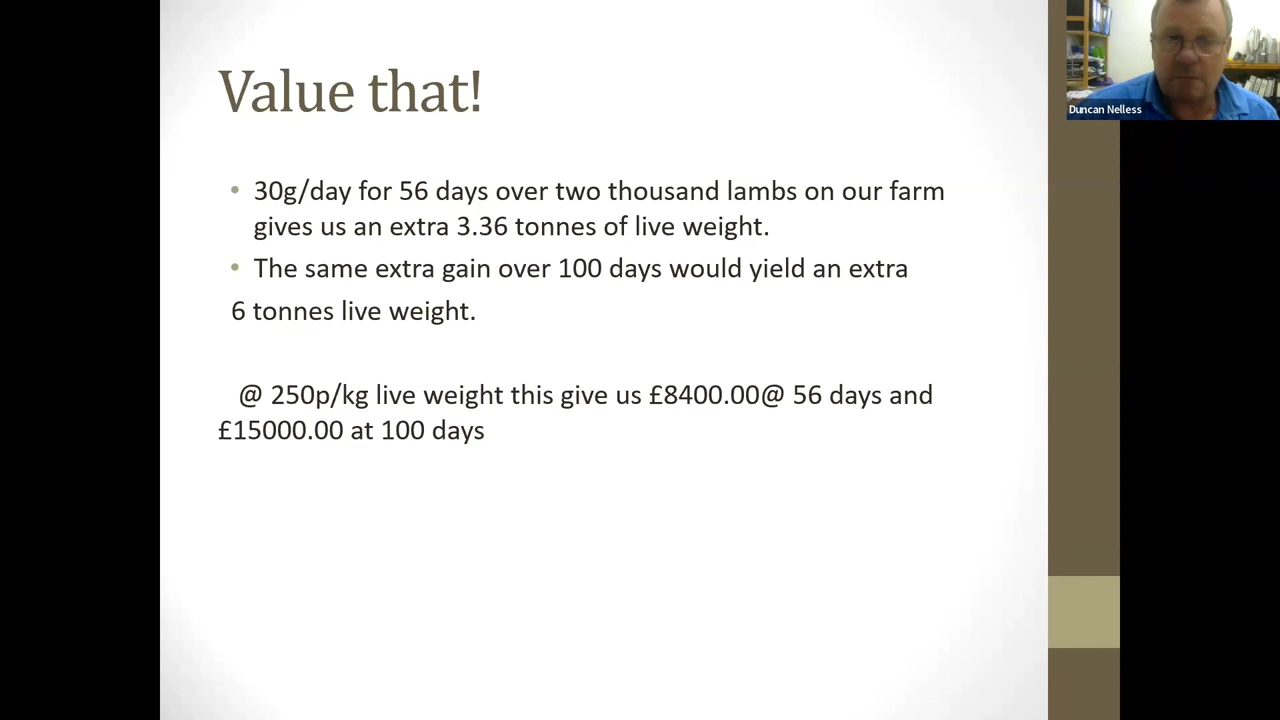 Value that!
Duncan Nelless
• 30g/day for 56 days over two thousand lambs on our farm
gives us an extra 3.36 tonnes of live weight.
• The same extra gain over 100 days would yield an extra
6 tonnes live weight.
@ 250p/kg live weight this give us £8400.00@ 56 days and
£15000.00 at 100 days